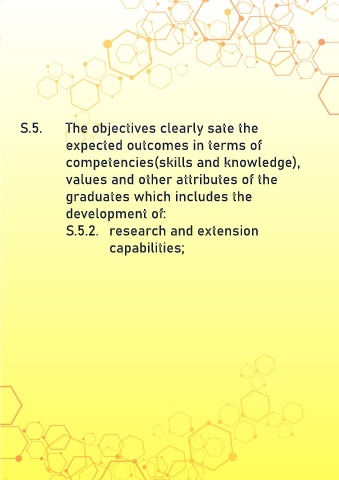 S.5. The objectives clearly sate the
expected outcomes in terms of
competencies(skills and knowledge),
values and other attributes of the
graduates which includes the
development of:
S.5.2. research and extension
capabilities;